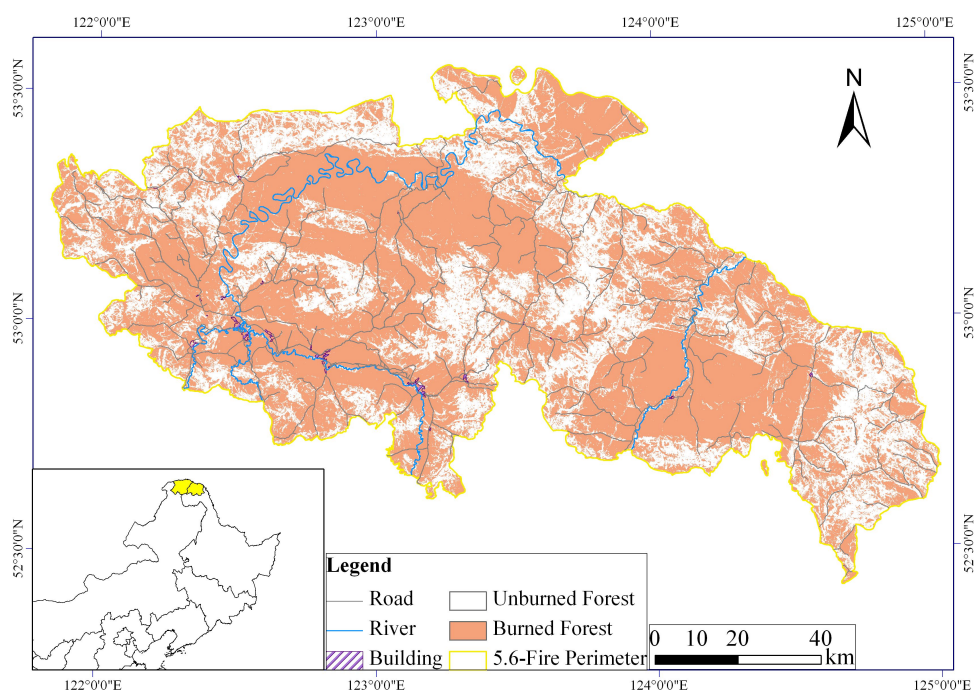 122°0'0"E 123°0'0"E 124°0'0"E 125°0'0"E
53°30'0"N
53°30'0"N
N
53°0'0"N
53°0'0"N
52°30'0"N
52°30'0"N
Legend
Road
Unburned Forest
River
Burned Forest
Building
5.6-Fire Perimeter
0 10 20 40
km
122°0'0"E 123°0'0"E 124°0'0"E 125°0'0"E